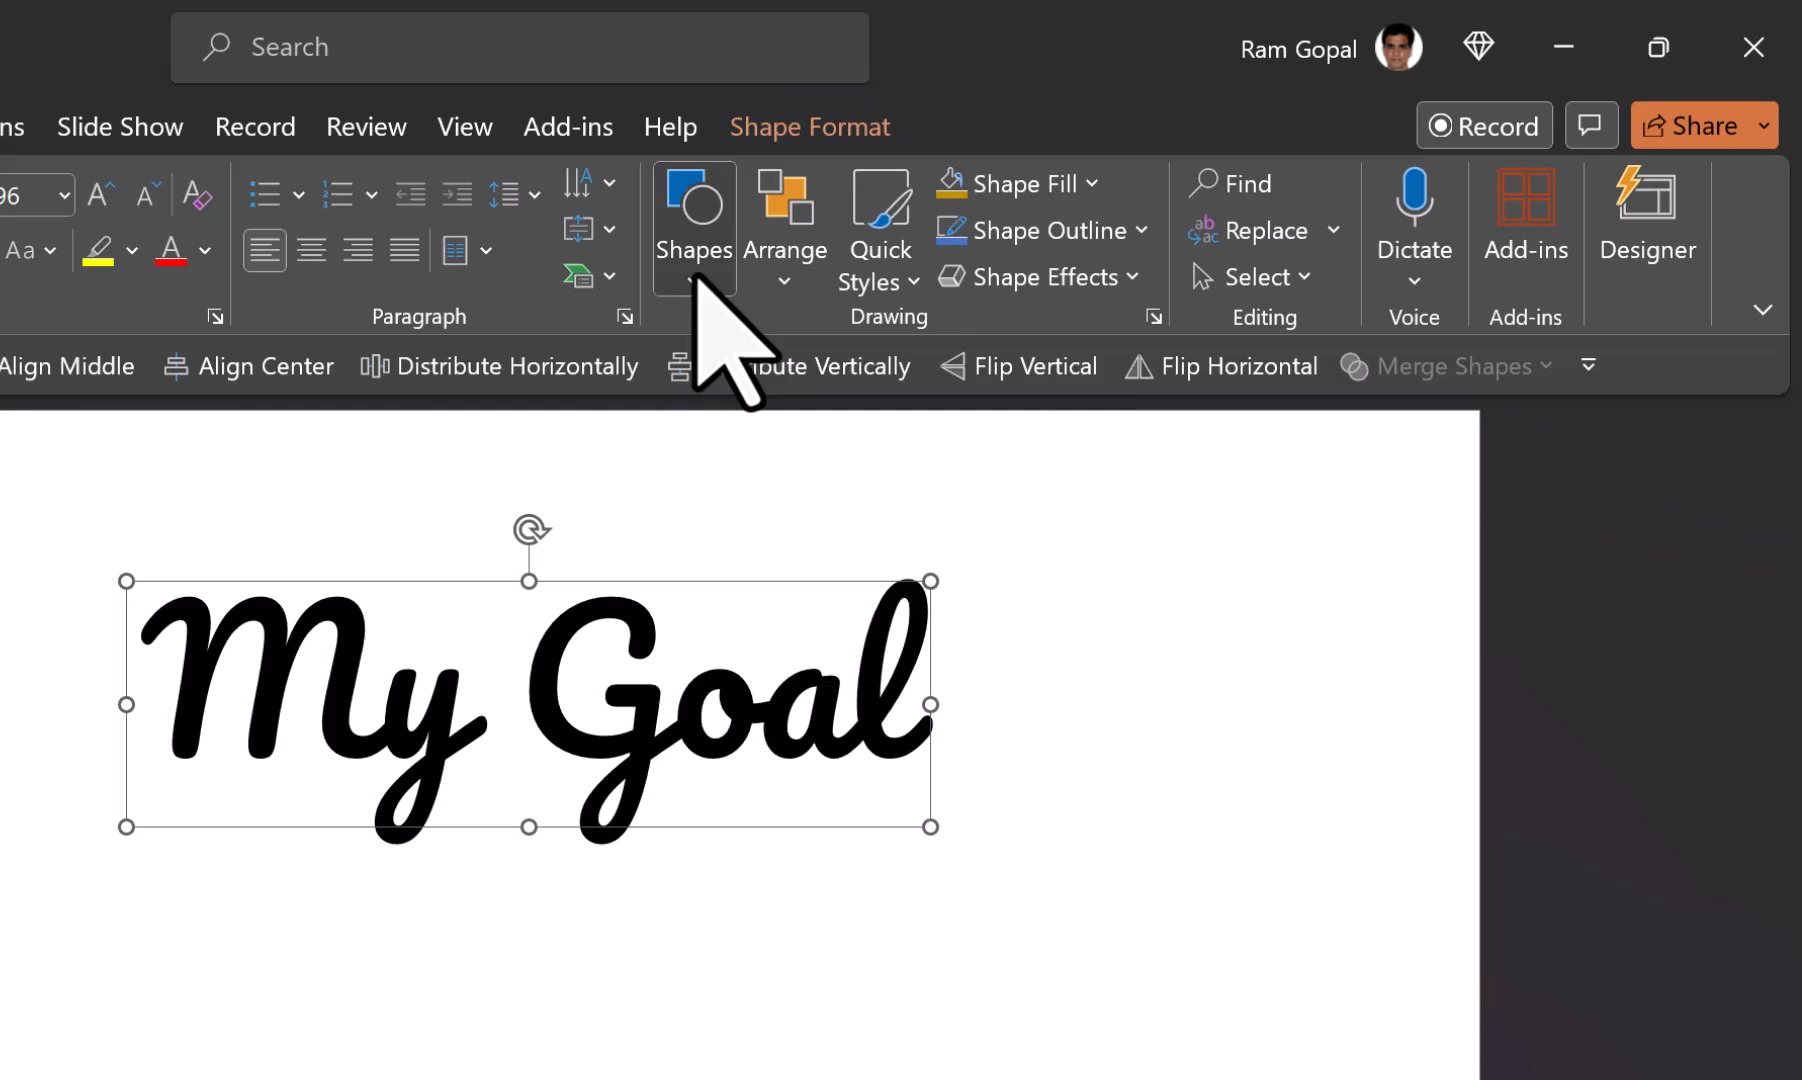 Search
Ram Gopal
ns Slide Show Record Review View Add-ins Help Shape Format
Record Share
96
Aa
Paragraph
Shapes
Arrange
Quick
Styles
Shape Fill
Shape Outline
Shape Effects
Drawing
Find
Replace
Select
Editing
Dictate
Voice
Add-ins
Add-ins
Designer
Align Middle Align Center Distribute Horizontally ibute Vertically Flip Vertical Flip Horizontal Merge Shapes
My Goal